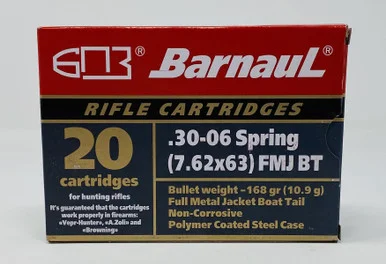 БПЗ® BarnauL®
RIFLE CARTRIDGES
20
cartridges
for hunting rifles
It's guaranteed that the cartridges
work properly in firearms:
«Vepr-Hunter», «A.Zoli» and
«Browning»
.30-06 Spring
(7.62x63) FMJ BT
Bullet weight –168 gr (10.9 g)
Full Metal Jacket Boat Tail
Non-Corrosive
Polymer Coated Steel Case